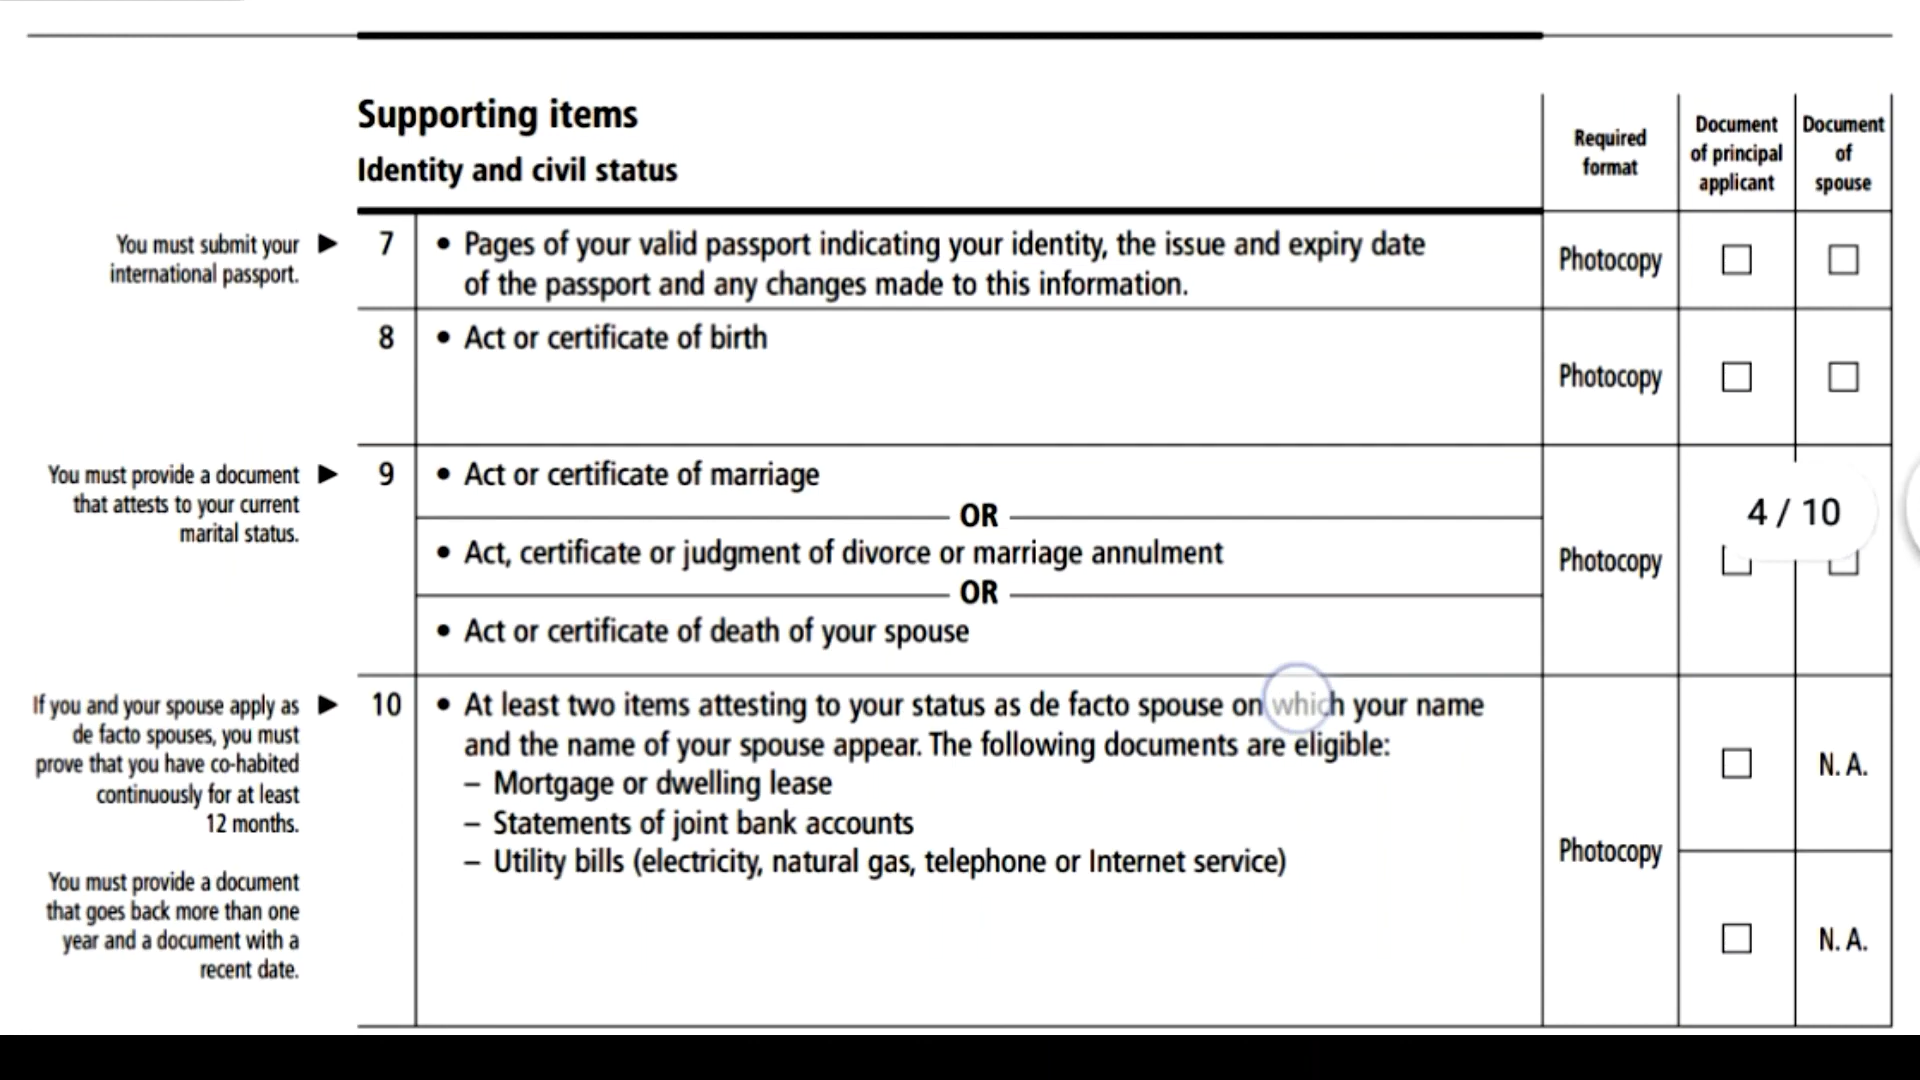 Supporting items
Identity and civil status
Required
format
Document
of principal
applicant
Document
of
spouse
You must submit your
international passport.
7
• Pages of your valid passport indicating your identity, the issue and expiry date
of the passport and any changes made to this information.
Photocopy
8
• Act or certificate of birth
Photocopy
You must provide a document
that attests to your current
marital status.
9
• Act or certificate of marriage
OR
• Act, certificate or judgment of divorce or marriage annulment
OR
• Act or certificate of death of your spouse
Photocopy
4 / 10
If you and your spouse apply as
de facto spouses, you must
prove that you have co-habited
continuously for at least
12 months.
You must provide a document
that goes back more than one
year and a document with a
recent date.
10
• At least two items attesting to your status as de facto spouse on which your name
and the name of your spouse appear. The following documents are eligible:
– Mortgage or dwelling lease
– Statements of joint bank accounts
– Utility bills (electricity, natural gas, telephone or Internet service)
Photocopy
N. A.
N. A.